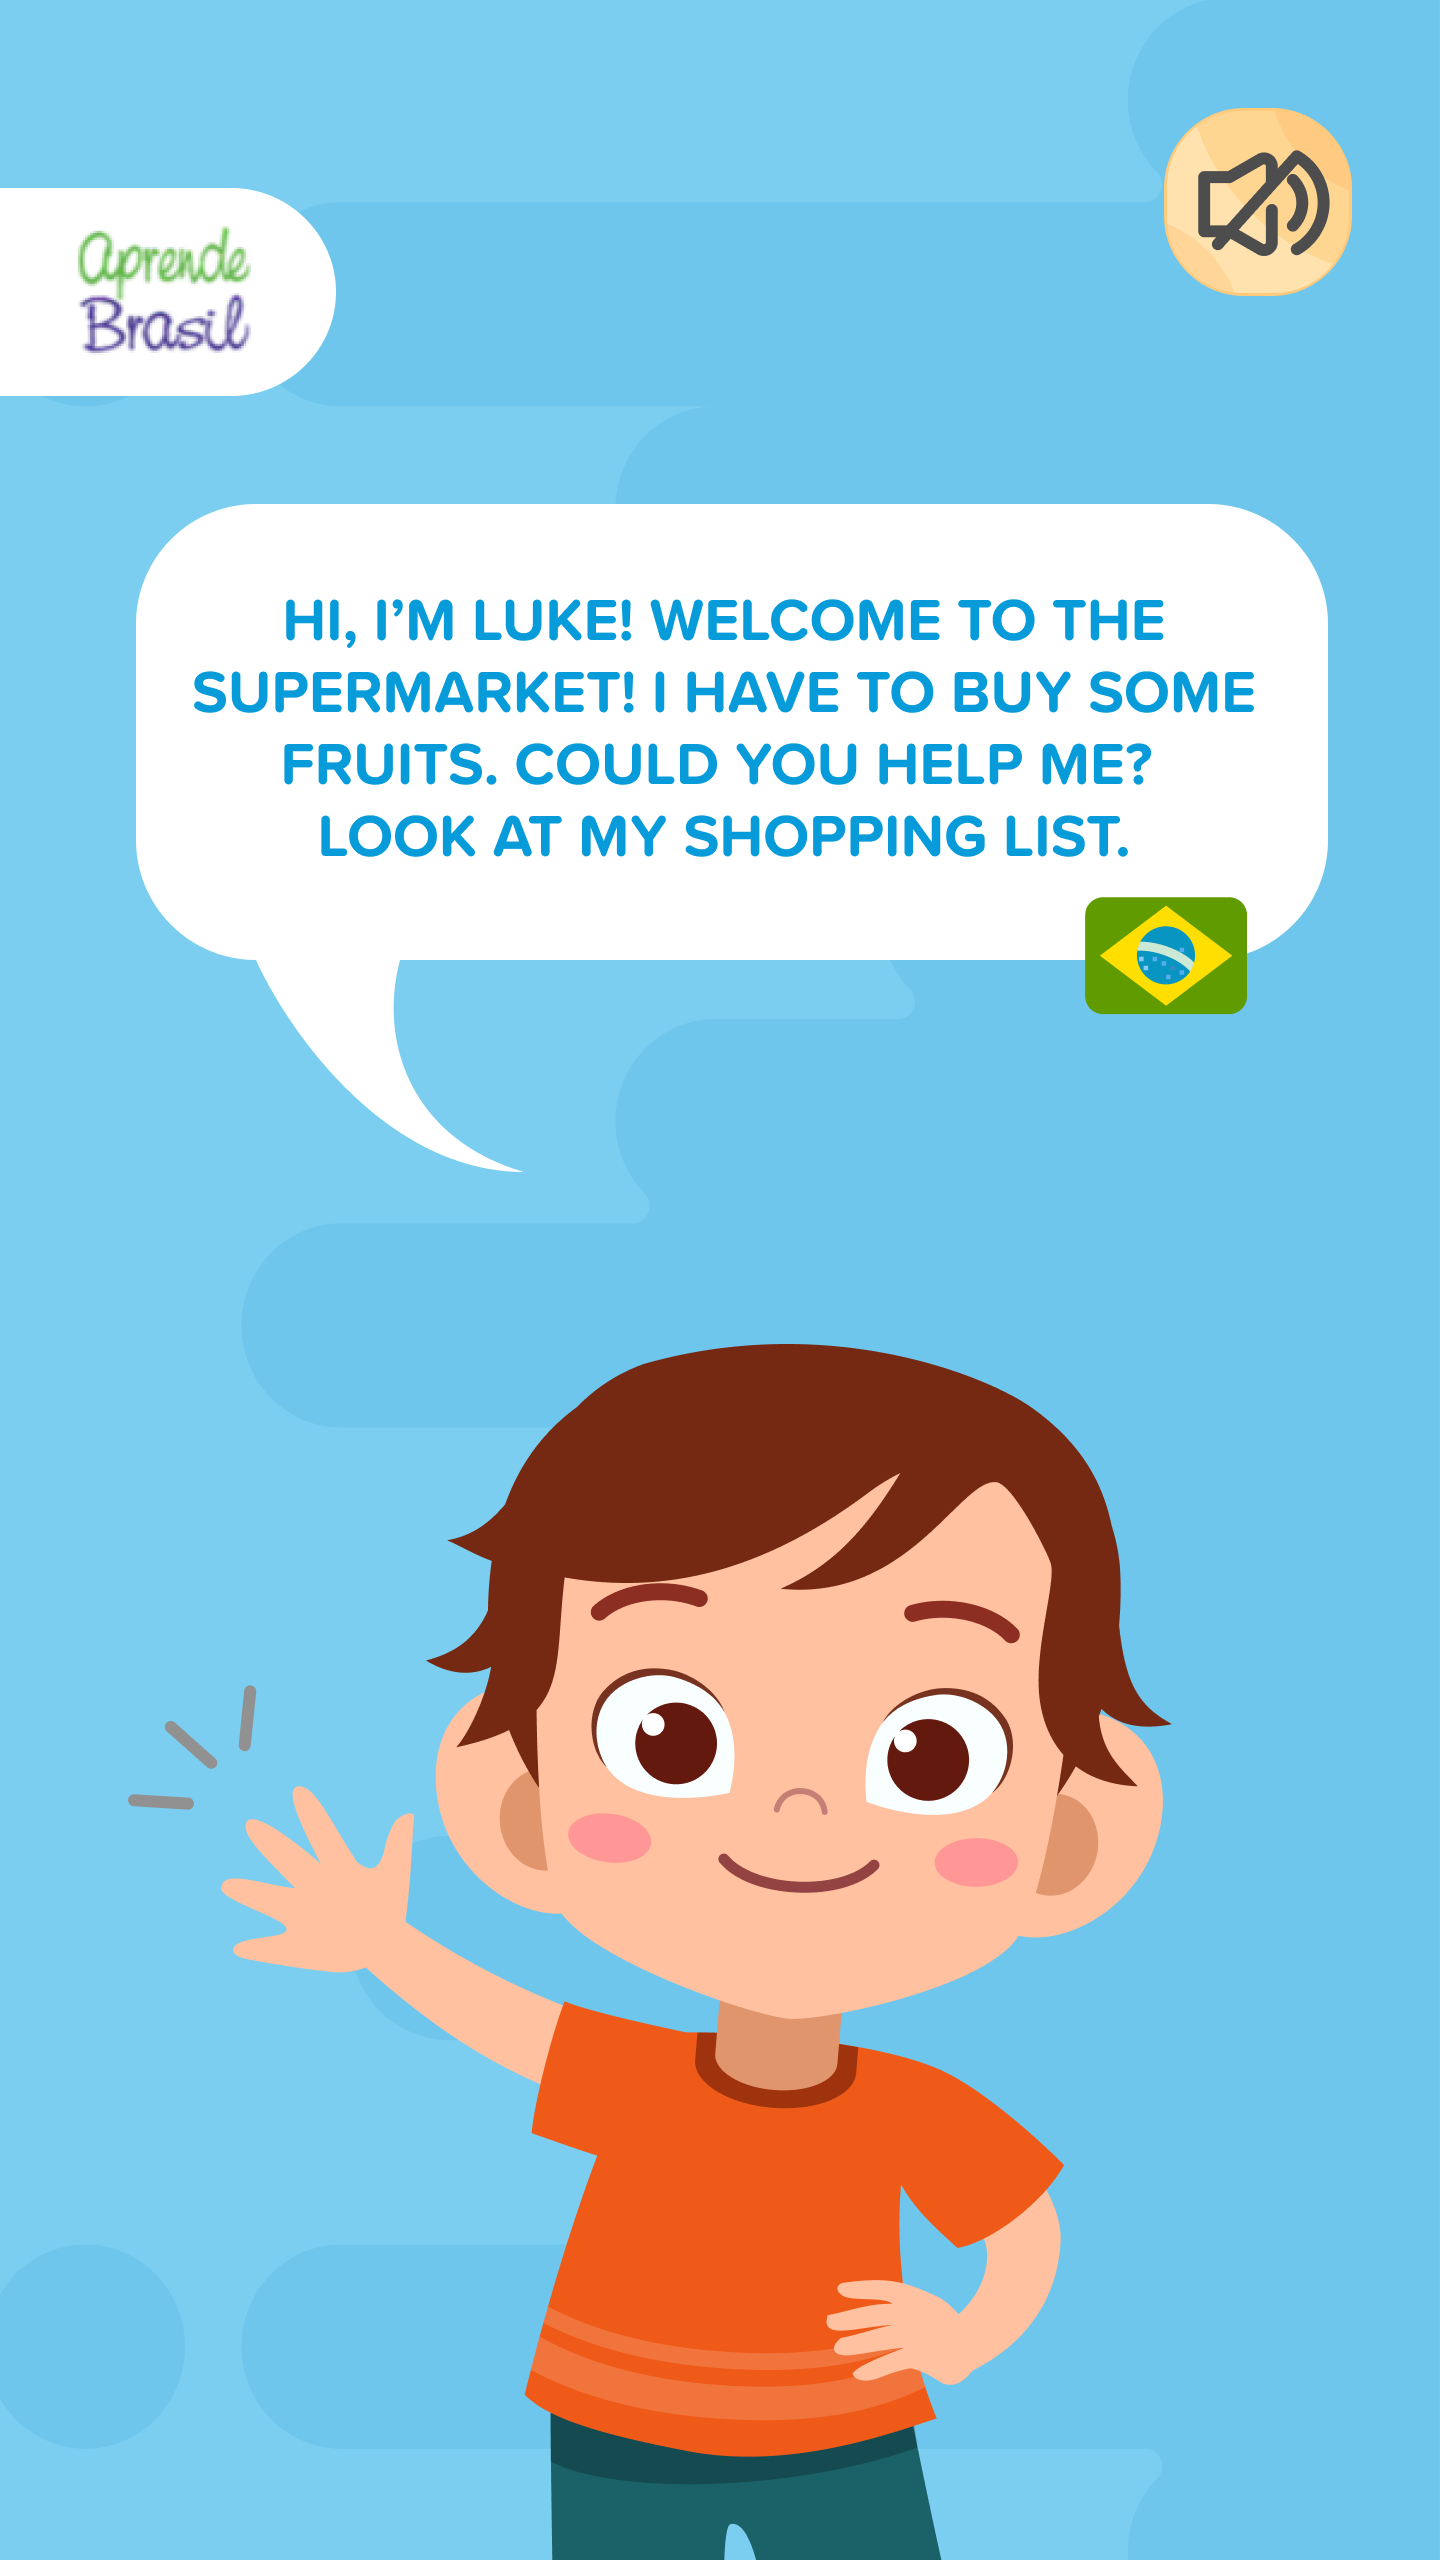 aprende
Brasil
HI, I’M LUKE! WELCOME TO THE
SUPERMARKET! I HAVE TO BUY SOME
FRUITS. COULD YOU HELP ME?
LOOK AT MY SHOPPING LIST.